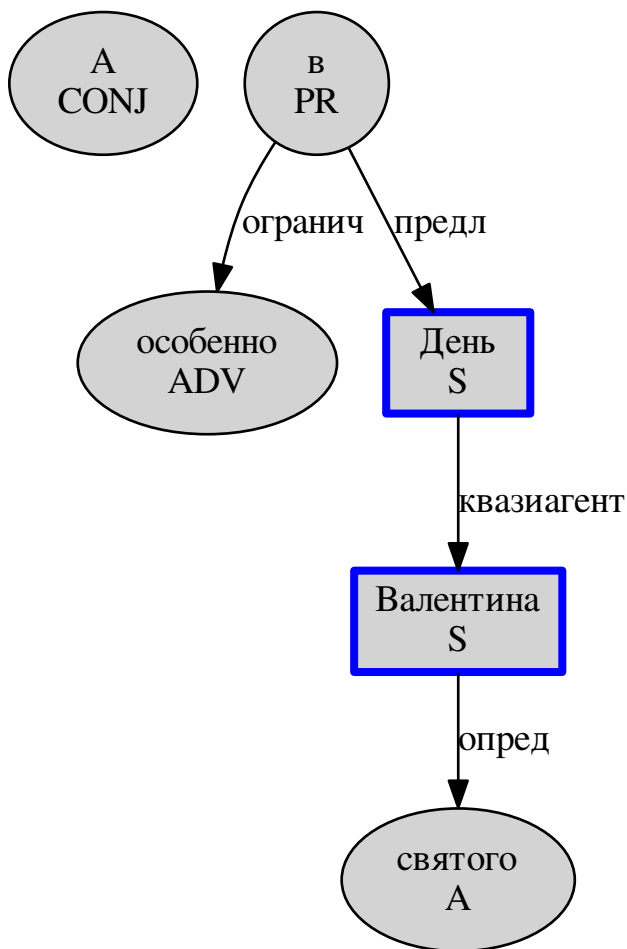 А
CONJ
в
PR
огранич
предл
особенно
ADV
День
S
квазиагент
Валентина
S
опред
святого
A